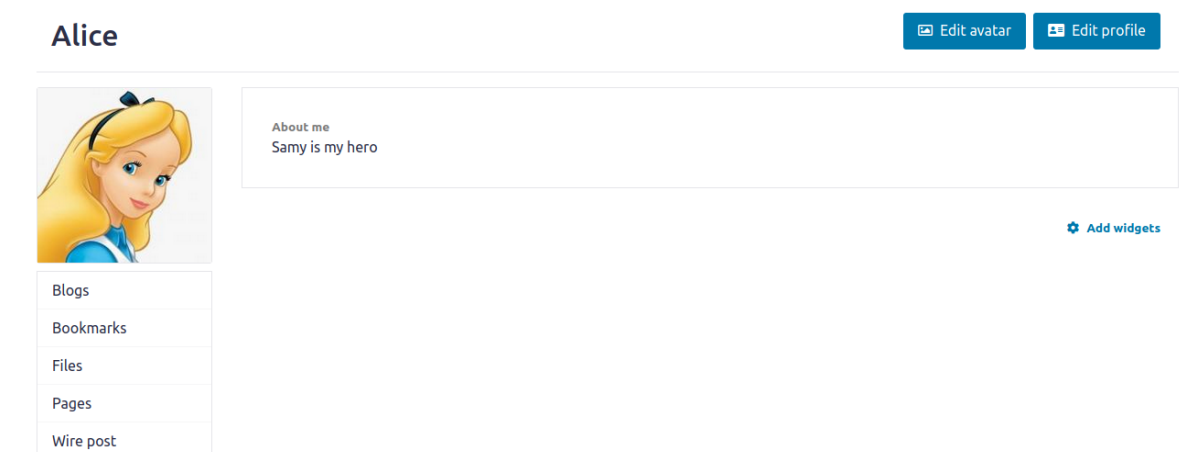 Alice
Edit avatar
Edit profile
About me
Samy is my hero
Add widgets
Blogs
Bookmarks
Files
Pages
Wire post